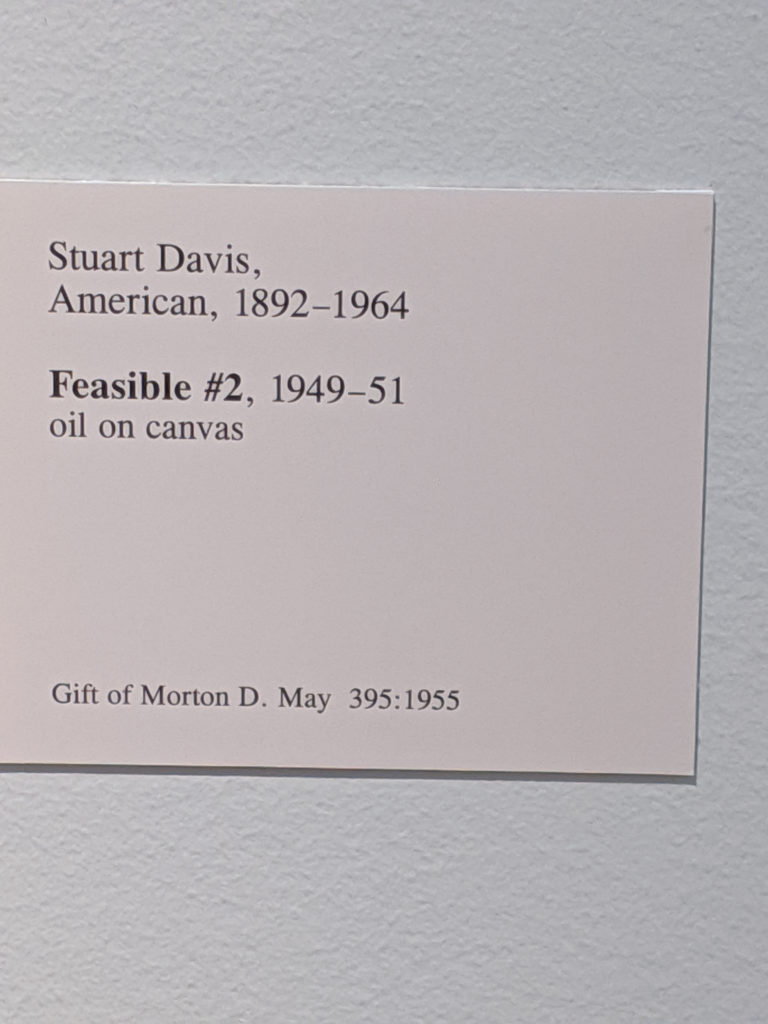 Stuart Davis,
American, 1892–1964
Feasible #2, 1949–51
oil on canvas
Gift of Morton D. May 395:1955